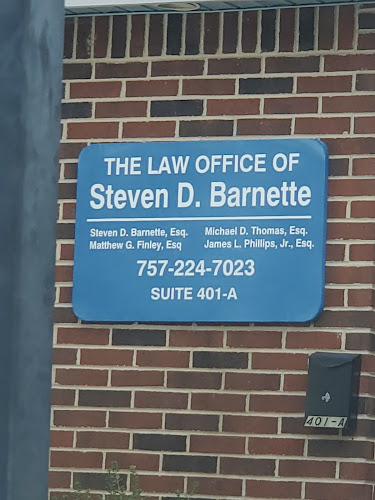 THE LAW OFFICE OF
Steven D. Barnette
Steven D. Barnette, Esq. Michael D. Thomas, Esq.
Matthew G. Finley, Esq James L. Phillips, Jr., Esq.
757-224-7023
SUITE 401-A
401-A